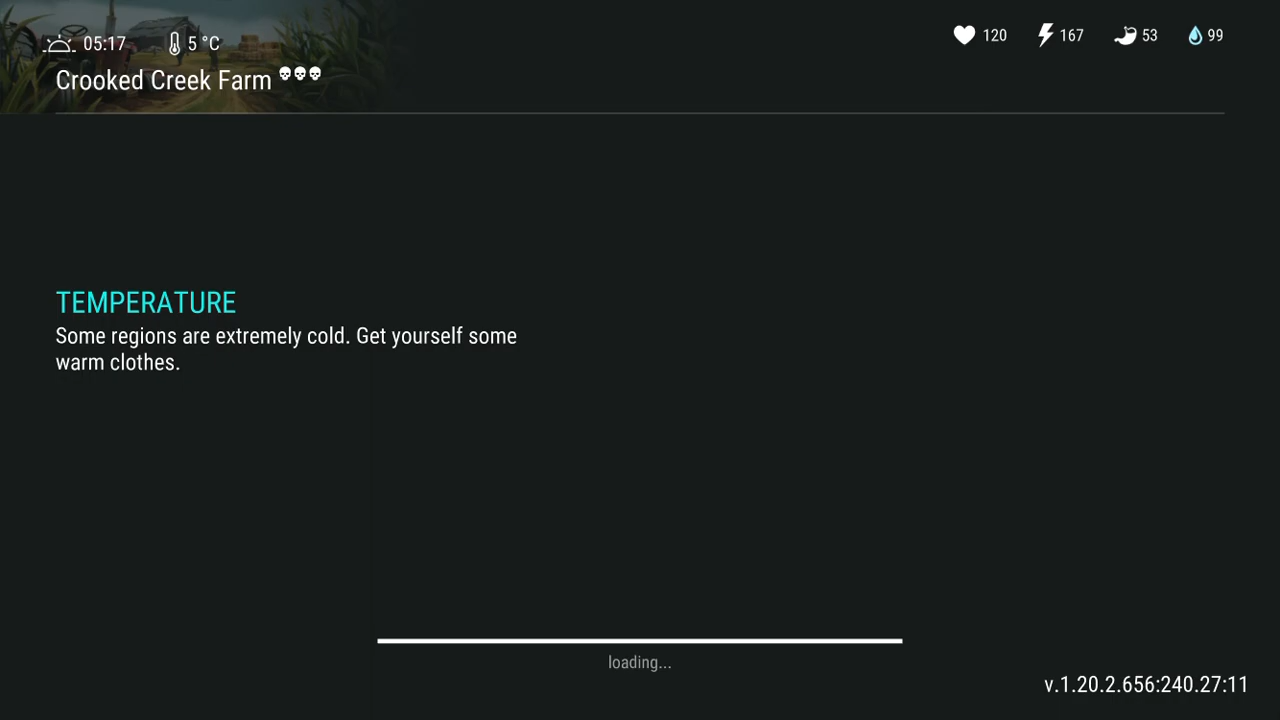 05:17 5 °C 120 167 53 99
Crooked Creek Farm
TEMPERATURE
Some regions are extremely cold. Get yourself some
warm clothes.
loading...
v.1.20.2.656:240.27:11